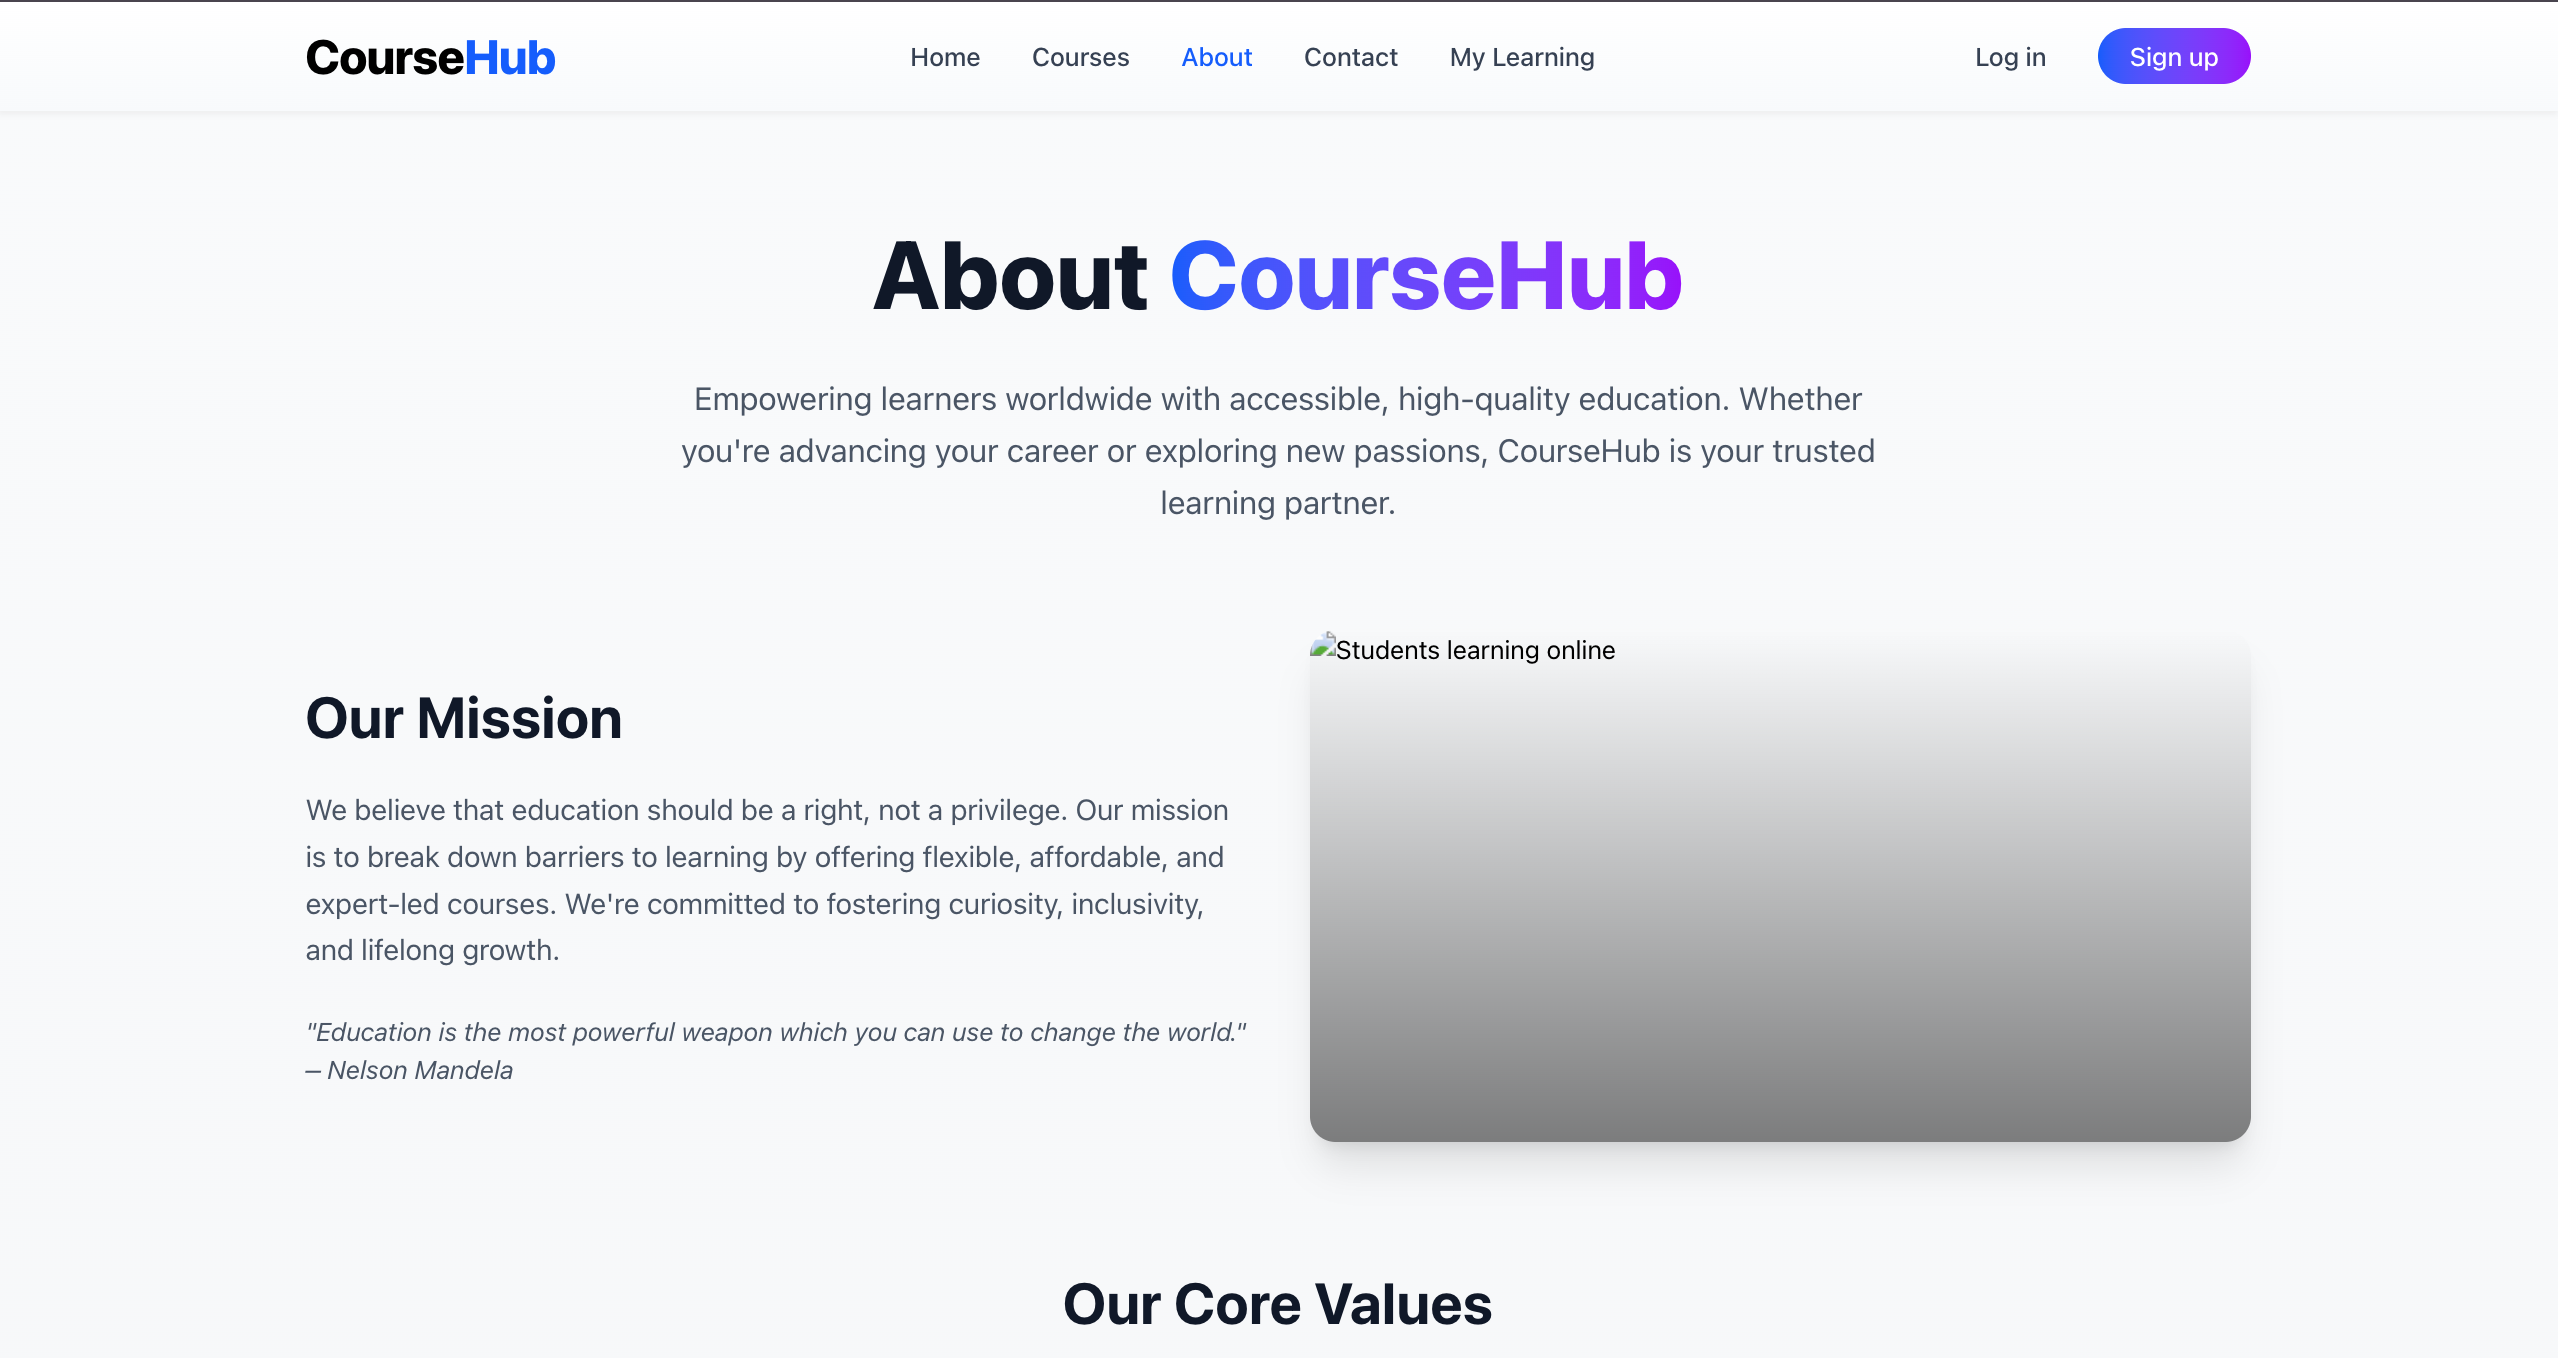 CourseHub
Home Courses About Contact My Learning
Log in Sign up
About CourseHub
Empowering learners worldwide with accessible, high-quality education. Whether
you're advancing your career or exploring new passions, CourseHub is your trusted
learning partner.
Our Mission
We believe that education should be a right, not a privilege. Our mission
is to break down barriers to learning by offering flexible, affordable, and
expert-led courses. We're committed to fostering curiosity, inclusivity,
and lifelong growth.
"Education is the most powerful weapon which you can use to change the world."
– Nelson Mandela
Students learning online
Our Core Values